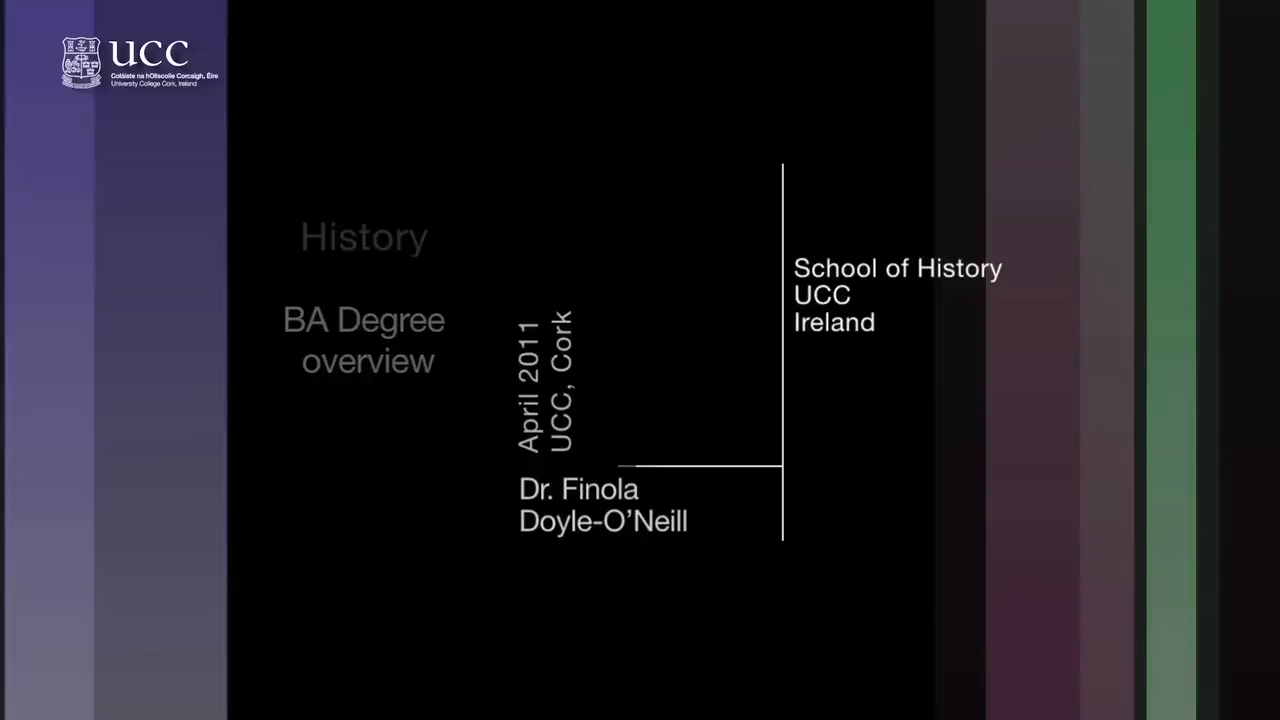 UCC
Coláiste na hOllscoile Corcaigh, Éire
University College Cork, Ireland
History
BA Degree
overview
April 2011
UCC, Cork
Dr. Finola
Doyle-O’Neill
School of History
UCC
Ireland